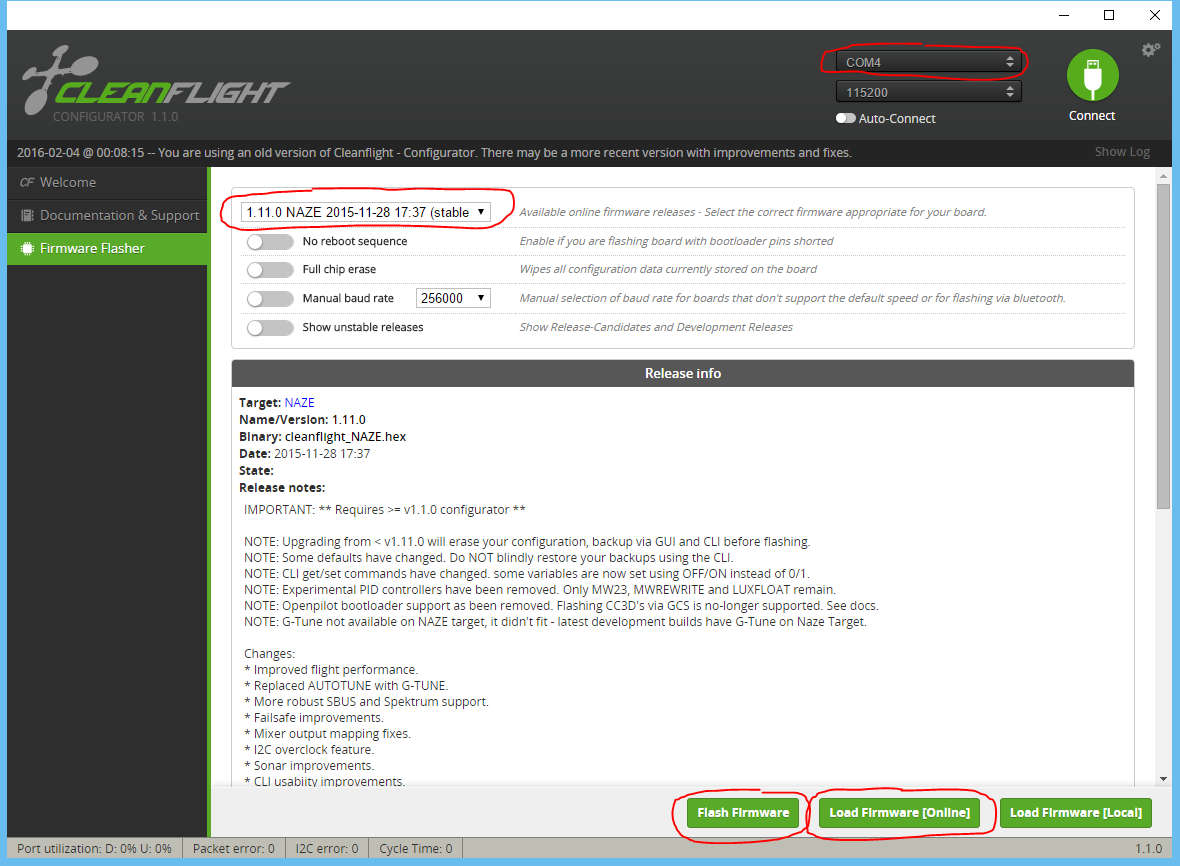 CLEANFLIGHT
CONFIGURATOR 1.1.0
COM4
115200
Auto-Connect
Connect
2016-02-04 @ 00:08:15 -- You are using an old version of Cleanflight - Configurator. There may be a more recent version with improvements and fixes.
Show Log
CF Welcome
Documentation & Support
Firmware Flasher
1.11.0 NAZE 2015-11-28 17:37 (stable
Available online firmware releases - Select the correct firmware appropriate for your board.
No reboot sequence
Enable if you are flashing board with bootloader pins shorted
Full chip erase
Wipes all configuration data currently stored on the board
Manual baud rate
256000
Manual selection of baud rate for boards that don't support the default speed or for flashing via bluetooth.
Show unstable releases
Show Release-Candidates and Development Releases
Release info
Target: NAZE
Name/Version: 1.11.0
Binary: cleanflight_NAZE.hex
Date: 2015-11-28 17:37
State:
Release notes:
IMPORTANT: ** Requires >= v1.1.0 configurator **
NOTE: Upgrading from < v1.11.0 will erase your configuration, backup via GUI and CLI before flashing.
NOTE: Some defaults have changed. Do NOT blindly restore your backups using the CLI.
NOTE: CLI get/set commands have changed. some variables are now set using OFF/ON instead of 0/1.
NOTE: Experimental PID controllers have been removed. Only MW23, MWREWRITE and LUXFLOAT remain.
NOTE: Openpilot bootloader support as been removed. Flashing CC3D's via GCS is no-longer supported. See docs.
NOTE: G-Tune not available on NAZE target, it didn't fit - latest development builds have G-Tune on Naze Target.
Changes:
* Improved flight performance.
* Replaced AUTOTUNE with G-TUNE.
* More robust SBUS and Spektrum support.
* Failsafe improvements.
* Mixer output mapping fixes.
* I2C overclock feature.
* Sonar improvements.
* CLI usabiity improvements.
Flash Firmware
Load Firmware [Online]
Load Firmware [Local]
Port utilization: D: 0% U: 0%
Packet error: 0
I2C error: 0
Cycle Time: 0
1.1.0